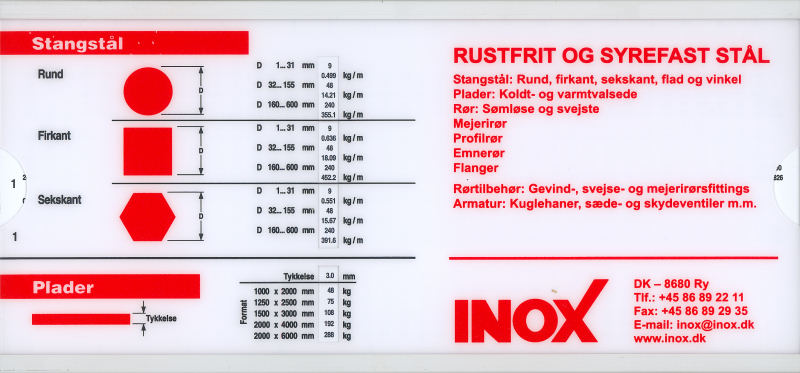 Stangstål
Rund
D
D 1... 31 mm 9
0.499 kg / m
D 32... 155 mm 48
14.21 kg / m
D 160... 600 mm 240
355.1 kg / m
Firkant
D
D 1... 31 mm 9
0.636 kg / m
D 32... 155 mm 48
18.09 kg / m
D 160... 600 mm 240
452.2 kg / m
Sekskant
D
D 1... 31 mm 9
0.551 kg / m
D 32... 155 mm 48
15.67 kg / m
D 160... 600 mm 240
391.6 kg / m
1
1
Plader
Tykkelse
Tykkelse 3.0 mm
Format
1000 x 2000 mm 48 kg
1250 x 2500 mm 75 kg
1500 x 3000 mm 108 kg
2000 x 4000 mm 192 kg
2000 x 6000 mm 288 kg
RUSTFRIT OG SYREFAST STÅL
Stangstål: Rund, firkant, sekskant, flad og vinkel
Plader: Koldt- og varmtvalsede
Rør: Sømløse og svejste
Mejerirør
Profilrør
Emnerør
Flanger
Rørtilbehør: Gevind-, svejse- og mejerirørsfittings
Armatur: Kuglehaner, sæde- og skydeventiler m.m.
INOX
DK – 8680 Ry
Tlf.: +45 86 89 22 11
Fax: +45 86 89 29 35
E-mail: inox@inox.dk
www.inox.dk